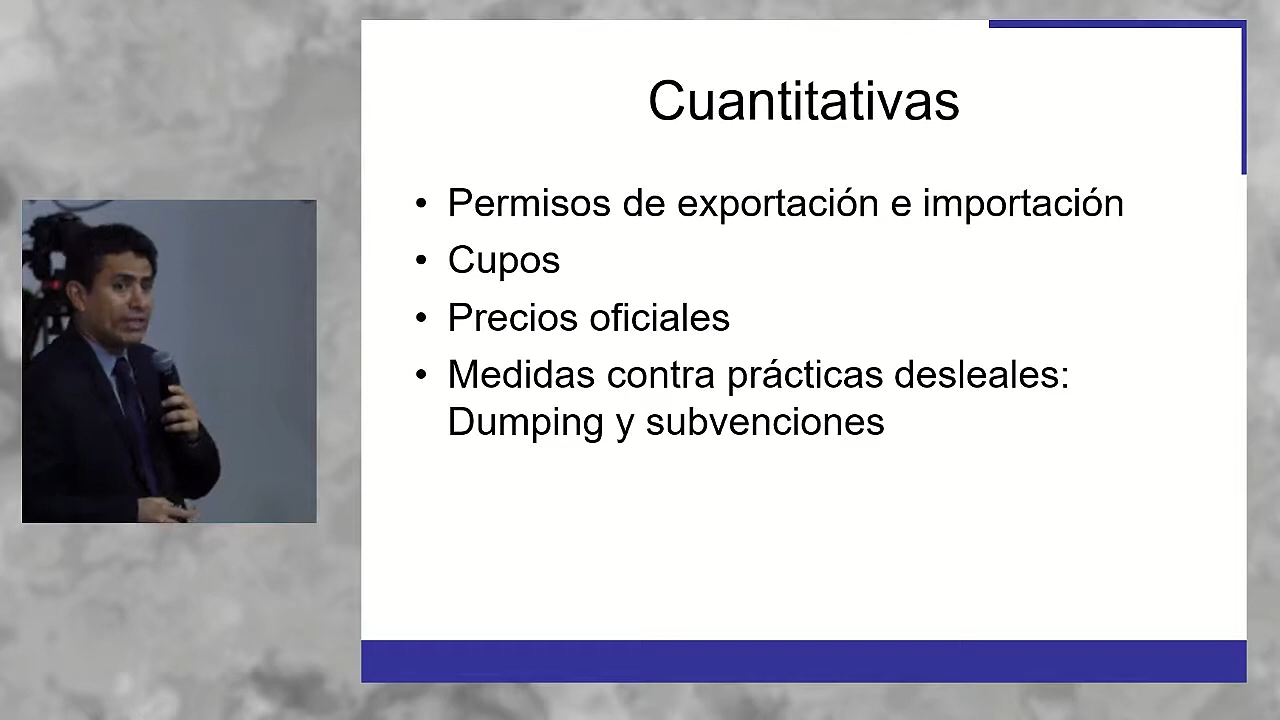 Cuantitativas
• Permisos de exportación e importación
• Cupos
• Precios oficiales
• Medidas contra prácticas desleales:
Dumping y subvenciones